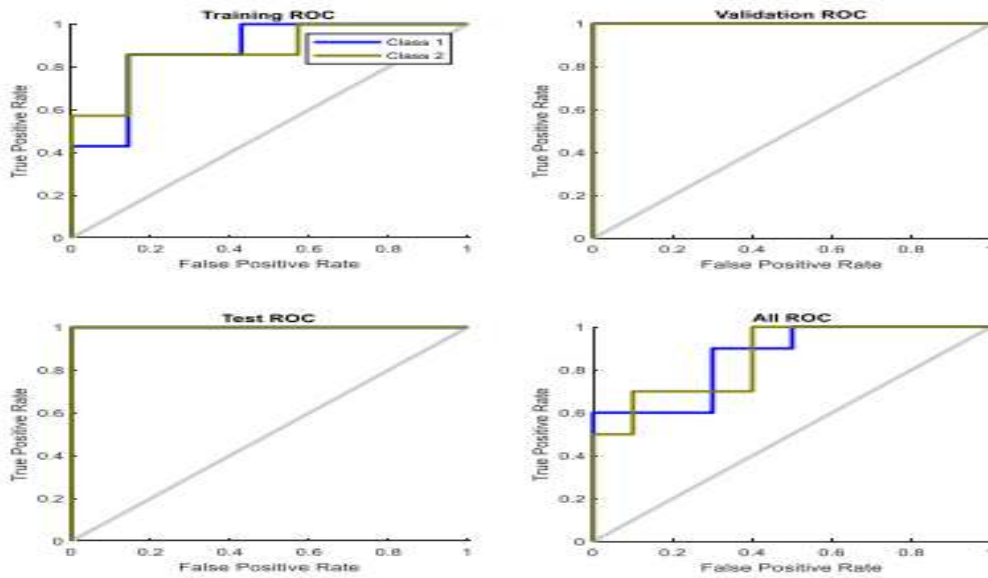 Training ROC
Class 1
Class 2
True Positive Rate
1
0.8
0.6
0.4
0.2
0
0 0.2 0.4 0.6 0.8 1
False Positive Rate
Validation ROC
True Positive Rate
1
0.8
0.6
0.4
0.2
0
0 0.2 0.4 0.6 0.8 1
False Positive Rate
Test ROC
True Positive Rate
1
0.8
0.6
0.4
0.2
0
0 0.2 0.4 0.6 0.8 1
False Positive Rate
All ROC
True Positive Rate
1
0.8
0.6
0.4
0.2
0
0 0.2 0.4 0.6 0.8 1
False Positive Rate